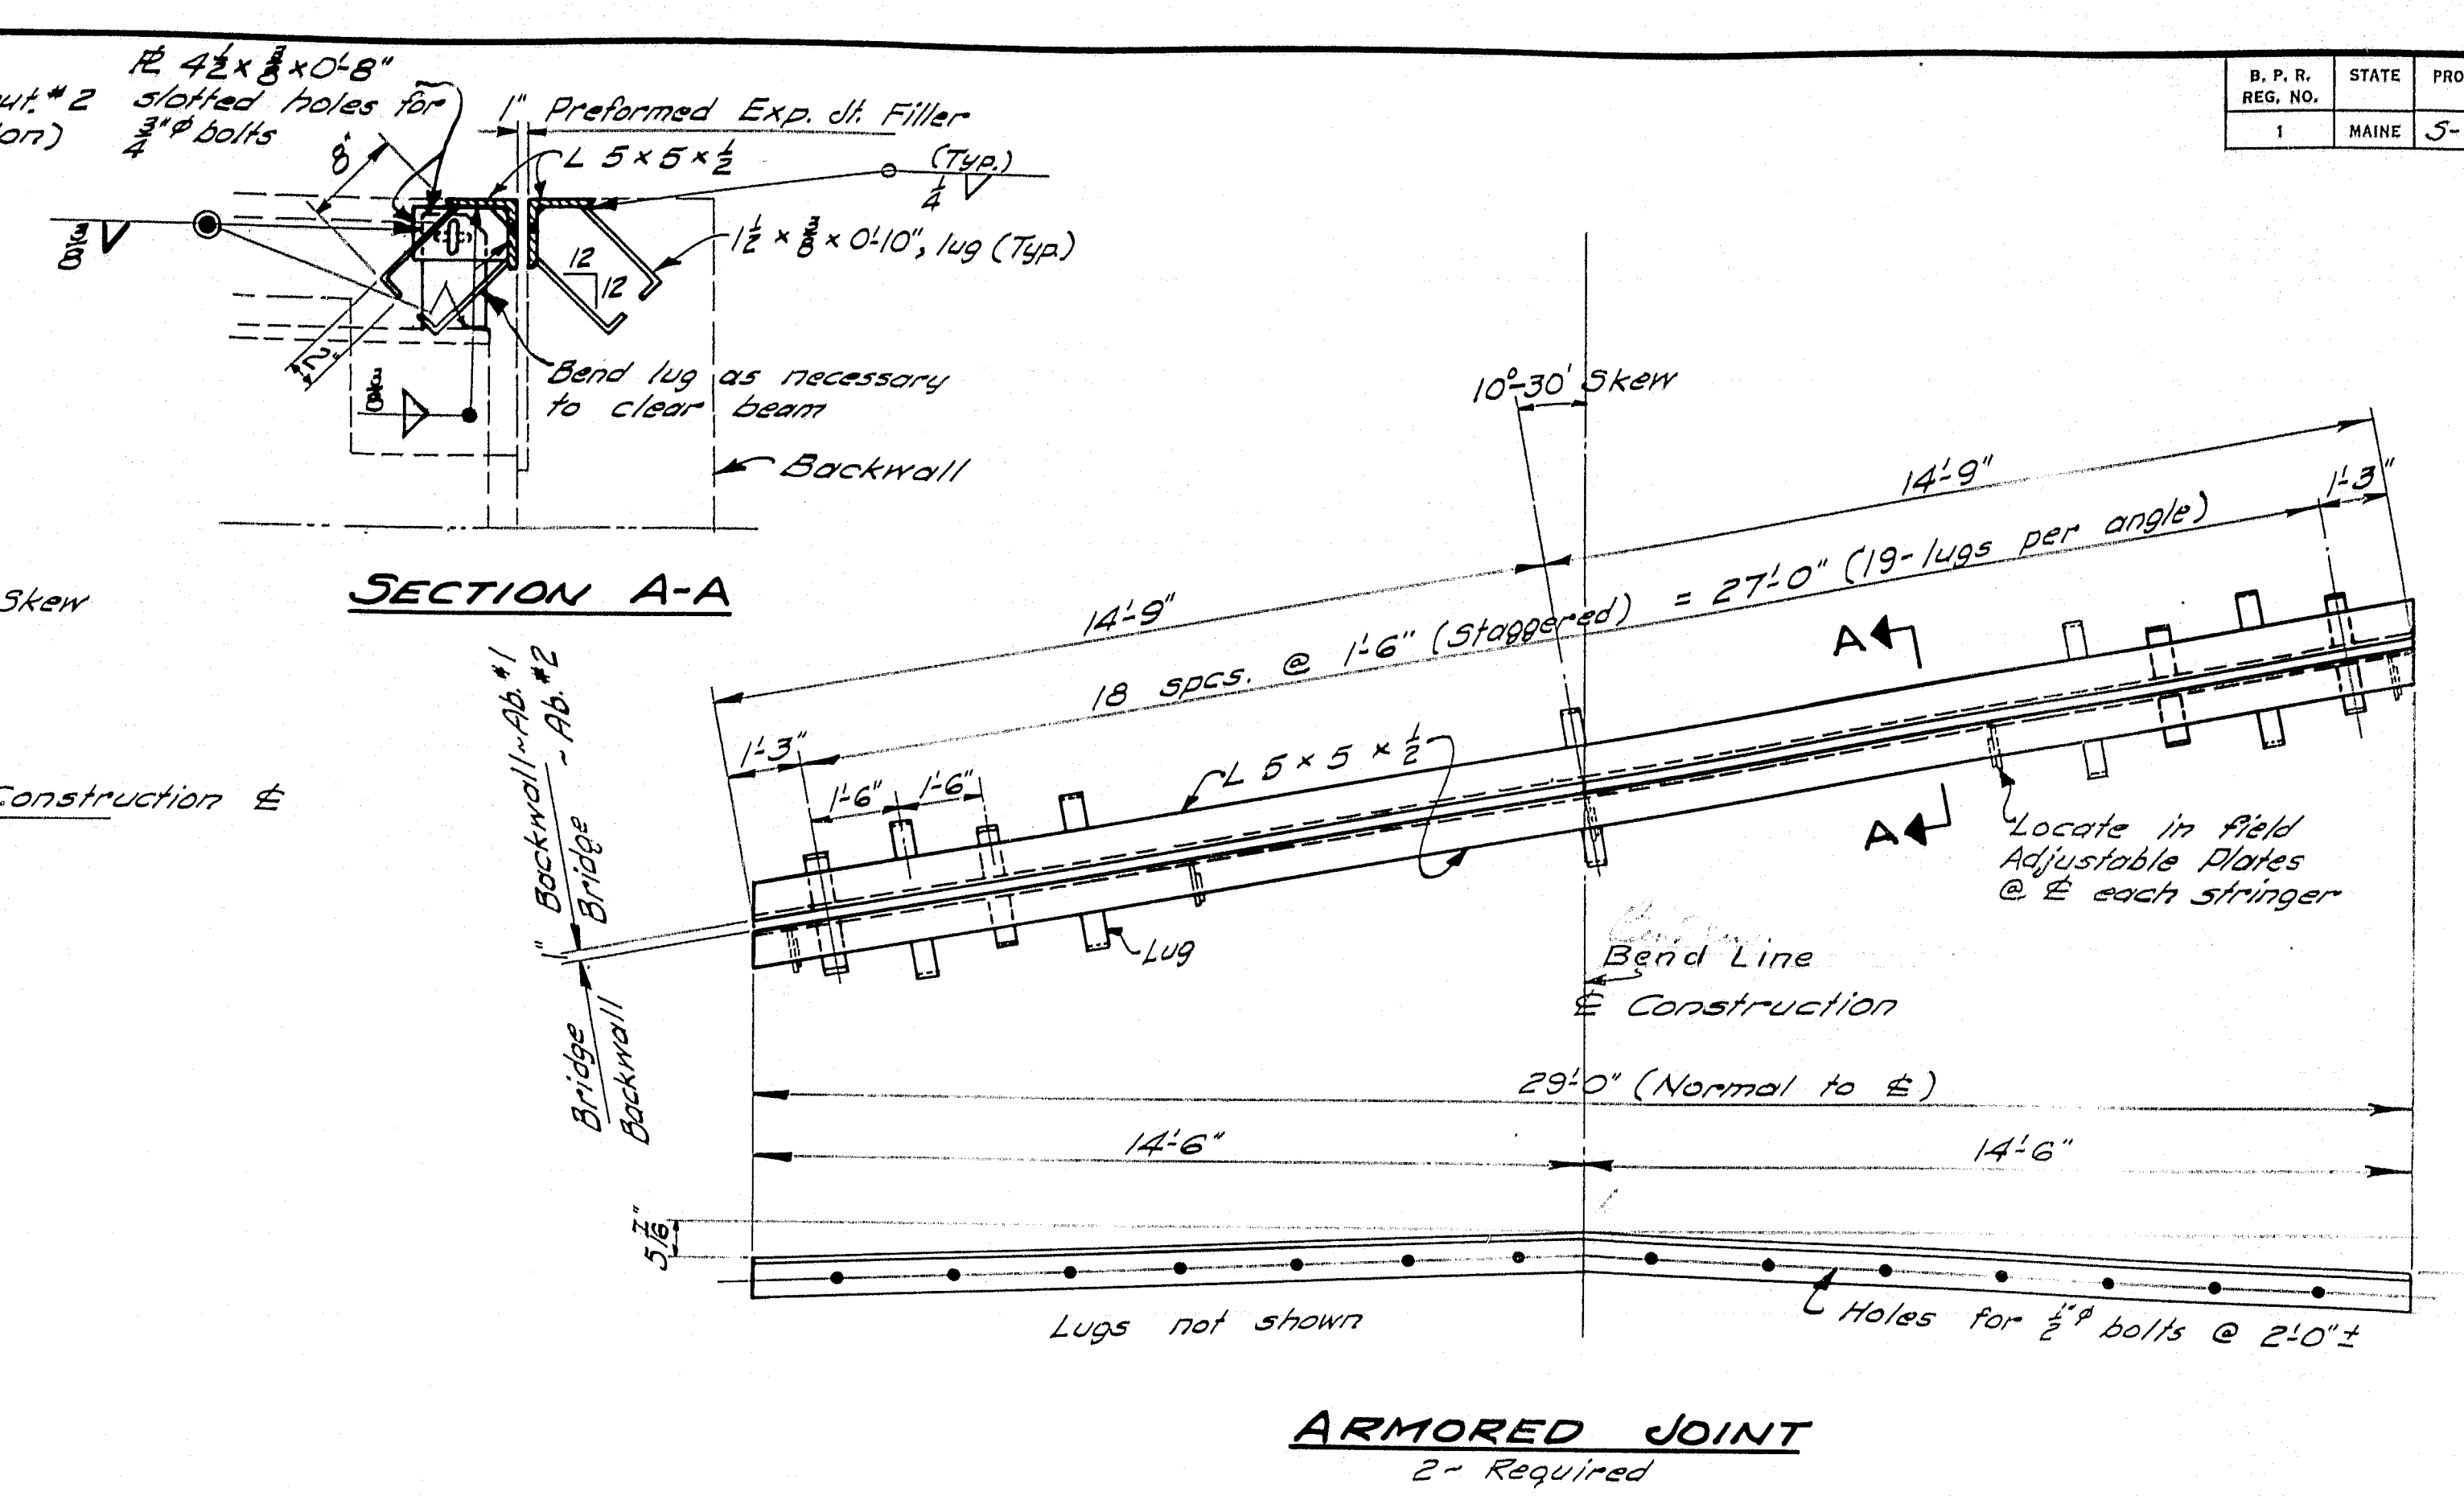 ℄ 4 1/2 x 3/8 x 0'-8"
slotted holes for
3/4"φ bolts
ut. #2
on)
1" Preformed Exp. Jt. Filler
L 5 x 5 x 1/2
(Typ.)
1/4
8"
3/8
1 1/2 x 3/8 x 0'-10", lug (Typ.)
12
12
2"
3/8
Bend lug as necessary
to clear beam
Backwall
SECTION A-A
Skew
Construction ℄
B. P. R.
REG. NO.
STATE
PRO
1
MAINE
S-
10°-30' Skew
14'-9"
14'-9"
1'-3"
18 spcs. @ 1'-6" (Staggered) = 27'-0" (19-lugs per angle)
1'-3"
1'-6"
1'-6"
L 5 x 5 x 1/2
A
A
1"
Backwall~Ab. #1
Bridge ~ Ab. #2
Bridge
Backwall
Lug
Locate in field
Adjustable Plates
@ ℄ each stringer
Bend Line
℄ Construction
29'-0" (Normal to ℄)
14'-6"
14'-6"
5 7/16"
Lugs not shown
Holes for 1/2"φ bolts @ 2'-0"±
ARMORED JOINT
2~ Required